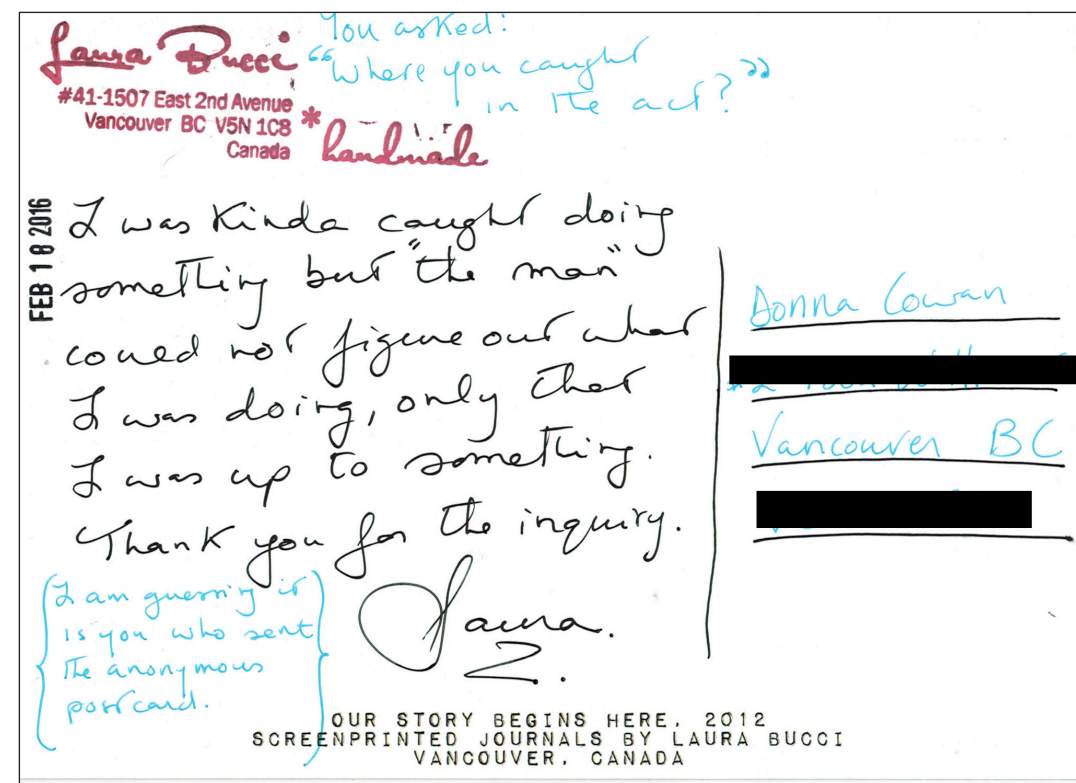 Laura Bucci
#41-1507 East 2nd Avenue
Vancouver BC V5N 1C8
Canada
* handmade
You asked:
"Where you caught
in the act?"
FEB 18 2016
I was kinda caught doing
something but "the man"
could not figure out what
I was doing, only that
I was up to something.
Thank you for the inquiry.
Laura.
{I am guessing it
is you who sent
the anonymous
postcard.}
Donna Cowan
Vancouver BC
OUR STORY BEGINS HERE, 2012
SCREENPRINTED JOURNALS BY LAURA BUCCI
VANCOUVER, CANADA